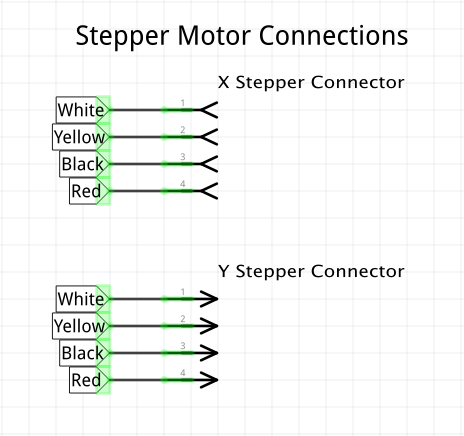 Stepper Motor Connections
X Stepper Connector
White 1
Yellow 2
Black 3
Red 4
Y Stepper Connector
White 1
Yellow 2
Black 3
Red 4